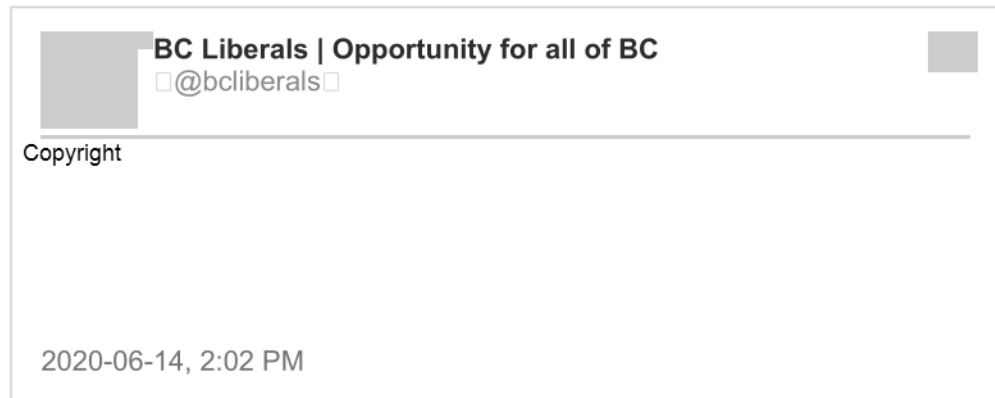 BC Liberals | Opportunity for all of BC
@bcliberals
Copyright
2020-06-14, 2:02 PM